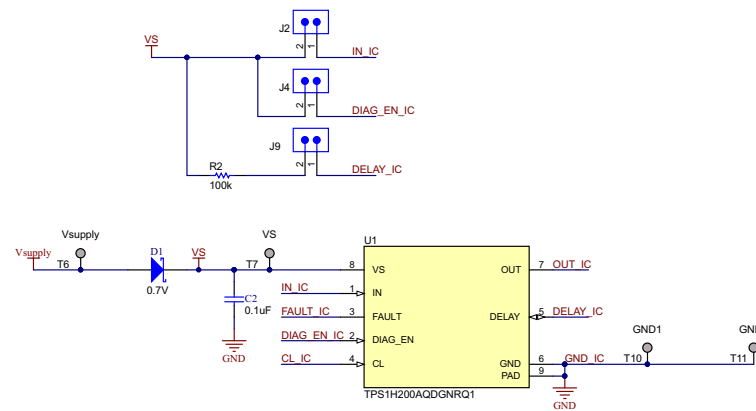 J2
VS
2
1
IN_IC
J4
2
1
DIAG_EN_IC
J9
2
1
R2
DELAY_IC
100k
U1
Vsupply
VS
GND1
GN
Vsupply
T6
D1
VS
T7
8
VS
OUT
7
OUT_IC
0.7V
C2
0.1uF
IN_IC
1
IN
FAULT_IC
3
FAULT
DELAY
5
DELAY_IC
DIAG_EN_IC
2
DIAG_EN
GND
CL_IC
4
CL
GND
6
GND_IC
T10
T11
PAD
9
TPS1H200AQDGNRQ1
GND